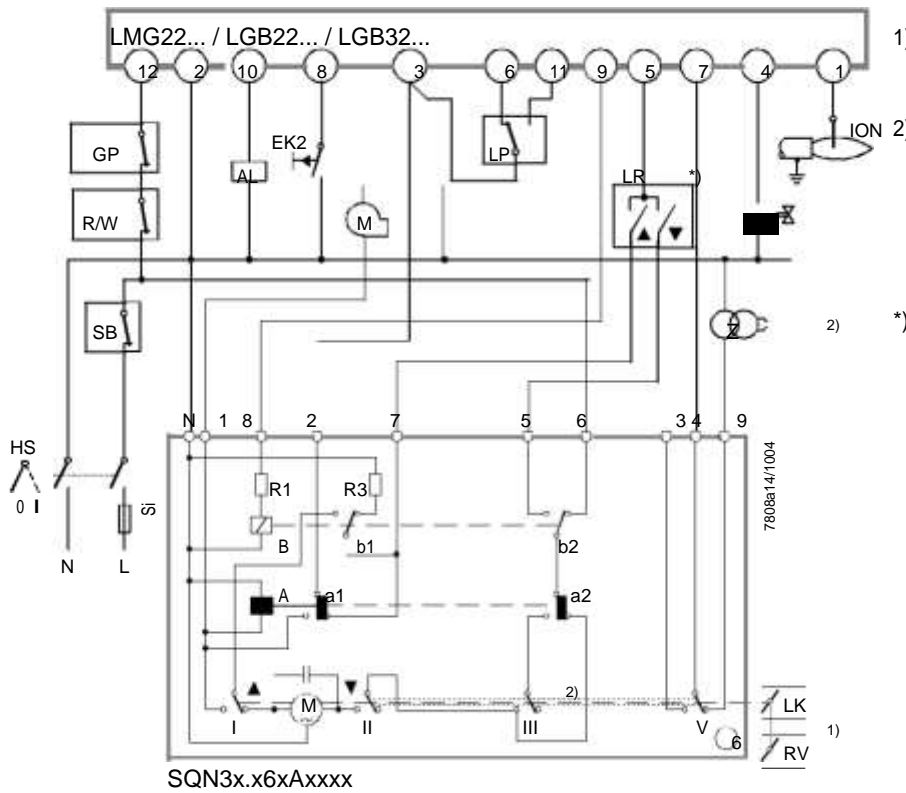 LMG22... / LGB22... / LGB32...
1)
12 2 10 8 3 6 11 9 5 7 4 1
GP
EK2
LP
ION
2)
AL
LR
*)
R/W
M
SB
Z
2)
*)
N 1 8 2 7 5 6 3 4 9
HS
0 I
Si
N L
7808a14/1004
R1 R3
B b1 b2
A a1 a2
M
I II III 2) V
6
LK
1)
RV
SQN3x.x6xAxxxx